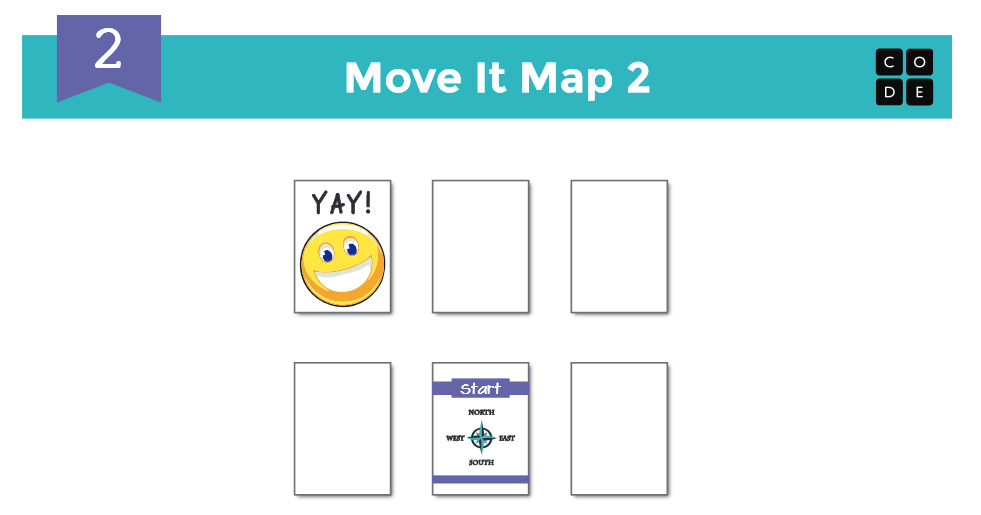 2
Move It Map 2
C O
D E
YAY!
Start
NORTH
WEST EAST
SOUTH